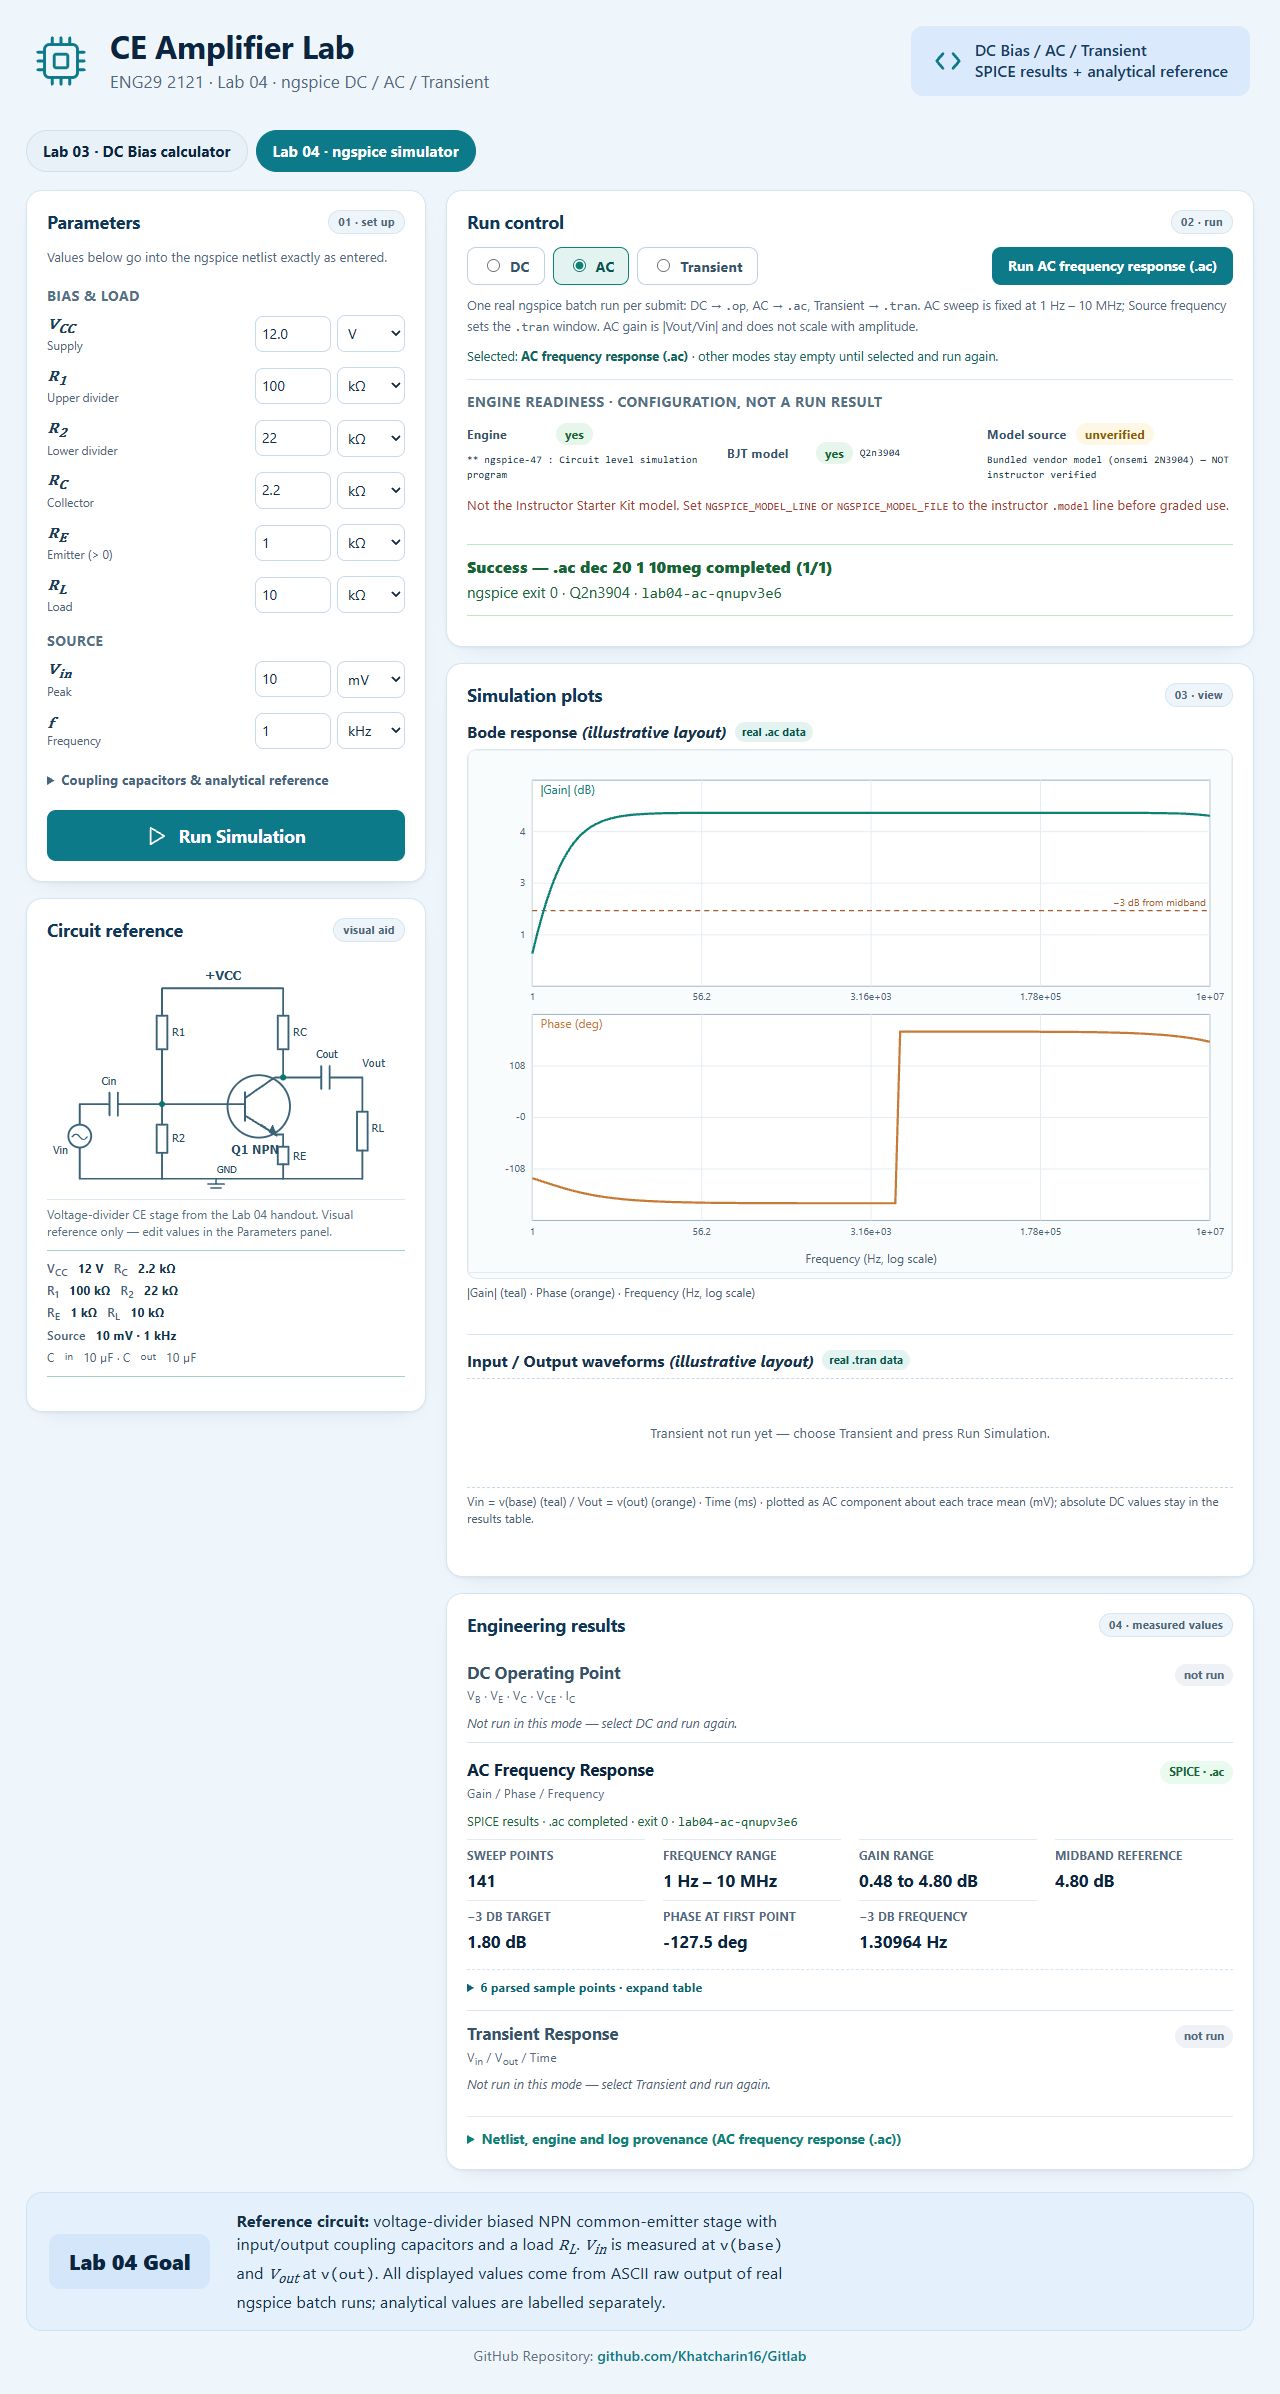 CE Amplifier Lab
ENG29 2121 · Lab 04 · ngspice DC / AC / Transient
DC Bias / AC / Transient
SPICE results + analytical reference
Lab 03 · DC Bias calculator
Lab 04 · ngspice simulator
Parameters
01 · set up
Values below go into the ngspice netlist exactly as entered.
BIAS & LOAD
VCC
Supply
12.0
V
R1
Upper divider
100
kΩ
R2
Lower divider
22
kΩ
RC
Collector
2.2
kΩ
RE
Emitter (> 0)
1
kΩ
RL
Load
10
kΩ
SOURCE
Vin
Peak
10
mV
f
Frequency
1
kHz
Coupling capacitors & analytical reference
Run Simulation
Circuit reference
visual aid
+VCC
R1
RC
Cout
Vout
Cin
Vin
R2
Q1 NPN
RE
RL
GND
Voltage-divider CE stage from the Lab 04 handout. Visual
reference only — edit values in the Parameters panel.
VCC 12 V RC 2.2 kΩ
R1 100 kΩ R2 22 kΩ
RE 1 kΩ RL 10 kΩ
Source 10 mV · 1 kHz
C in 10 µF · C out 10 µF
Run control
02 · run
DC
AC
Transient
Run AC frequency response (.ac)
One real ngspice batch run per submit: DC → .op, AC → .ac, Transient → .tran. AC sweep is fixed at 1 Hz – 10 MHz; Source frequency
sets the .tran window. AC gain is |Vout/Vin| and does not scale with amplitude.
Selected: AC frequency response (.ac) · other modes stay empty until selected and run again.
ENGINE READINESS · CONFIGURATION, NOT A RUN RESULT
Engine yes
** ngspice-47 : Circuit level simulation
program
BJT model yes Q2n3904
Model source unverified
Bundled vendor model (onsemi 2N3904) — NOT
instructor verified
Not the Instructor Starter Kit model. Set NGSPICE_MODEL_LINE or NGSPICE_MODEL_FILE to the instructor .model line before graded use.
Success — .ac dec 20 1 10meg completed (1/1)
ngspice exit 0 · Q2n3904 · lab04-ac-qnupv3e6
Simulation plots
03 · view
Bode response (illustrative layout) real .ac data
|Gain| (dB)
4
3
1
−3 dB from midband
1 56.2 3.16e+03 1.78e+05 1e+07
Phase (deg)
108
-0
-108
1 56.2 3.16e+03 1.78e+05 1e+07
Frequency (Hz, log scale)
|Gain| (teal) · Phase (orange) · Frequency (Hz, log scale)
Input / Output waveforms (illustrative layout) real .tran data
Transient not run yet — choose Transient and press Run Simulation.
Vin = v(base) (teal) / Vout = v(out) (orange) · Time (ms) · plotted as AC component about each trace mean (mV); absolute DC values stay in the
results table.
Engineering results
04 · measured values
DC Operating Point
not run
VB · VE · VC · VCE · IC
Not run in this mode — select DC and run again.
AC Frequency Response
SPICE · .ac
Gain / Phase / Frequency
SPICE results · .ac completed · exit 0 · lab04-ac-qnupv3e6
SWEEP POINTS
141
FREQUENCY RANGE
1 Hz – 10 MHz
GAIN RANGE
0.48 to 4.80 dB
MIDBAND REFERENCE
4.80 dB
−3 DB TARGET
1.80 dB
PHASE AT FIRST POINT
-127.5 deg
−3 DB FREQUENCY
1.30964 Hz
6 parsed sample points · expand table
Transient Response
not run
Vin / Vout / Time
Not run in this mode — select Transient and run again.
Netlist, engine and log provenance (AC frequency response (.ac))
Lab 04 Goal
Reference circuit: voltage-divider biased NPN common-emitter stage with
input/output coupling capacitors and a load RL. Vin is measured at v(base)
and Vout at v(out). All displayed values come from ASCII raw output of real
ngspice batch runs; analytical values are labelled separately.
GitHub Repository: github.com/Khatcharin16/Gitlab